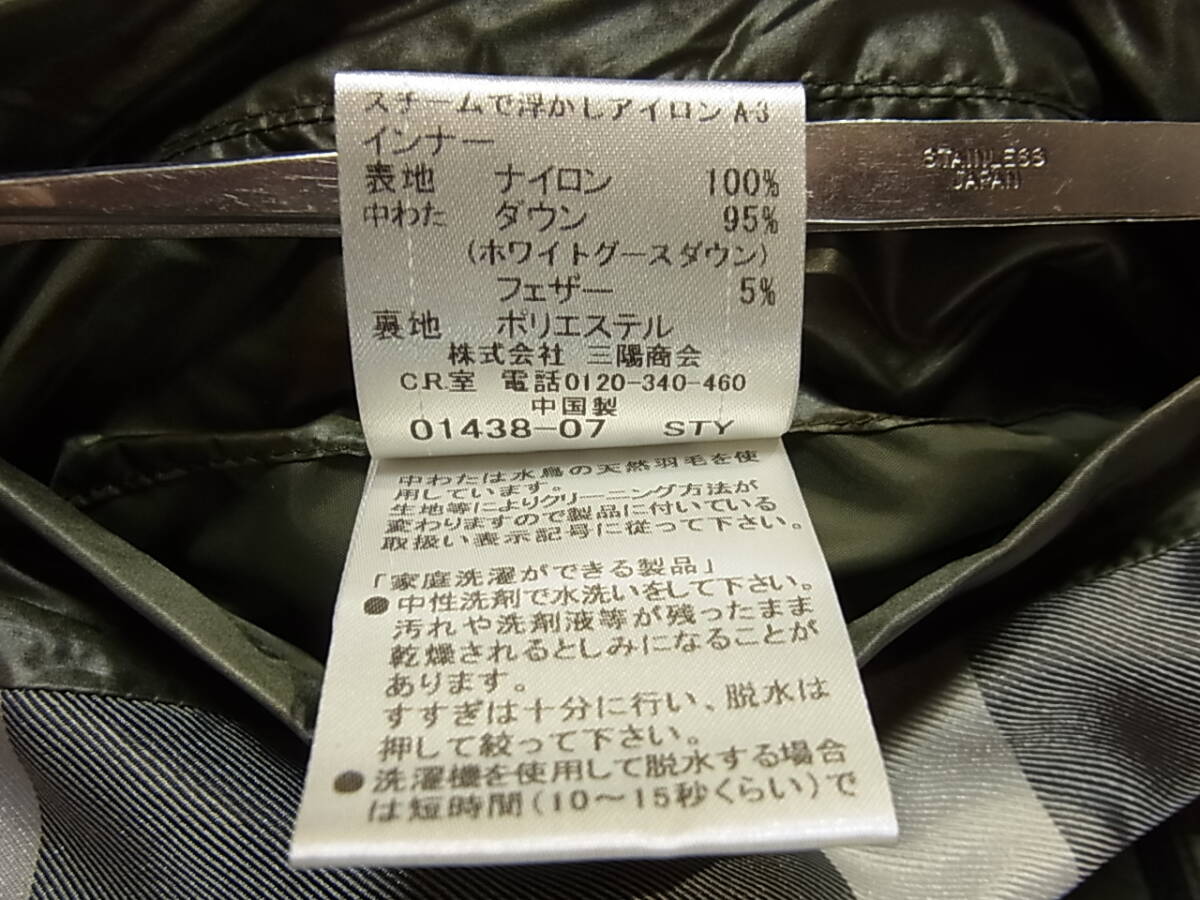 スチームで浮かしアイロン A3
インナー
表地 ナイロン 100%
中わた ダウン 95%
(ホワイトグースダウン)
フェザー 5%
裏地 ポリエステル
株式会社 三陽商会
C.R.室 電話0120-340-460
中国製
01438-07 STY
中わたは水鳥の天然羽毛を使
用しています。
生地等によりクリーニング方法が
変わりますので製品に付いている
取扱い表示記号に従って下さい。
「家庭洗濯ができる製品」
●中性洗剤で水洗いをして下さい。
汚れや洗剤液等が残ったまま
乾燥されるとしみになることが
あります。
すすぎは十分に行い、脱水は
押して絞って下さい。
●洗濯機を使用して脱水する場合
は短時間(10～15秒くらい)で
STAINLESS
JAPAN